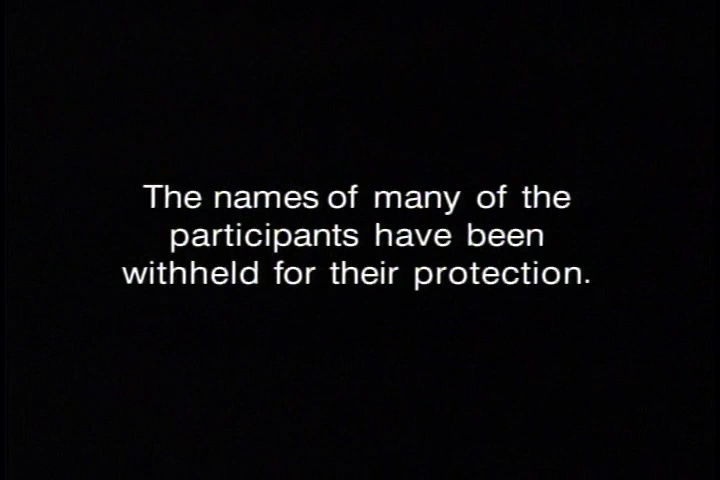 The names of many of the
participants have been
withheld for their protection.